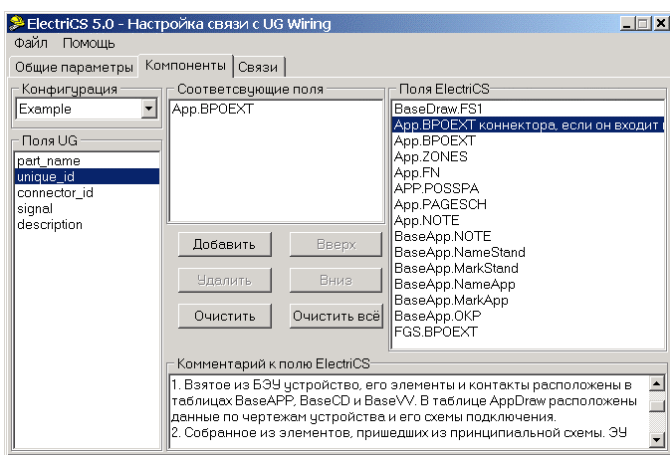 ElectriCS 5.0 - Настройка связи с UG Wiring
Файл Помощь
Общие параметры Компоненты Связи
Конфигурация
Example
Поля UG
part_name
unique_id
connector_id
signal
description
Соответсвующие поля
App.BPOEXT
Добавить Вверх
Удалить Вниз
Очистить Очистить всё
Поля ElectriCS
BaseDraw.FS1
App.BPOEXT коннектора, если он входит
App.BPOEXT
App.ZONES
App.FN
APP.POSSPA
App.PAGESCH
App.NOTE
BaseApp.NOTE
BaseApp.NameStand
BaseApp.MarkStand
BaseApp.NameApp
BaseApp.MarkApp
BaseApp.OKP
FGS.BPOEXT
Комментарий к полю ElectriCS
1. Взятое из БЭУ устройство, его элементы и контакты расположены в
таблицах BaseAPP, BaseCD и BaseVV. В таблице AppDraw расположены
данные по чертежам устройства и его схемы подключения.
2. Собранное из элементов, пришедших из принципиальной схемы. ЭУ